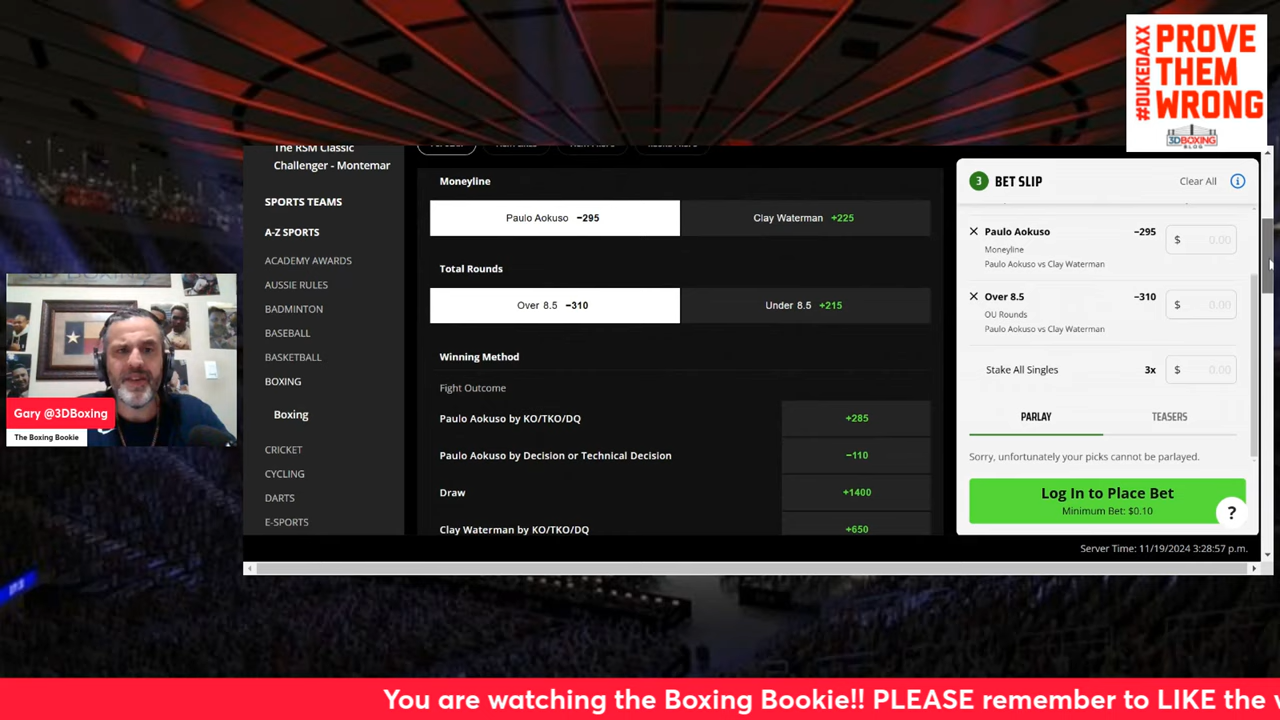 #DUKEDAXX
PROVE
THEM
WRONG
3DBOXING
BLOG
The RSM Classic
Challenger - Montemar
SPORTS TEAMS
A-Z SPORTS
ACADEMY AWARDS
AUSSIE RULES
BADMINTON
BASEBALL
BASKETBALL
BOXING
Boxing
CRICKET
CYCLING
DARTS
E-SPORTS
Moneyline
Paulo Aokuso −295
Clay Waterman +225
Total Rounds
Over 8.5 −310
Under 8.5 +215
Winning Method
Fight Outcome
Paulo Aokuso by KO/TKO/DQ
+285
Paulo Aokuso by Decision or Technical Decision
−110
Draw
+1400
Clay Waterman by KO/TKO/DQ
+650
3 BET SLIP
Clear All
Paulo Aokuso −295
$ 0.00
Moneyline
Paulo Aokuso vs Clay Waterman
Over 8.5 −310
$ 0.00
OU Rounds
Paulo Aokuso vs Clay Waterman
Stake All Singles 3x
$ 0.00
PARLAY
TEASERS
Sorry, unfortunately your picks cannot be parlayed.
Log In to Place Bet
Minimum Bet: $0.10
?
Server Time: 11/19/2024 3:28:57 p.m.
Gary @3DBoxing
The Boxing Bookie
You are watching the Boxing Bookie!! PLEASE remember to LIKE the